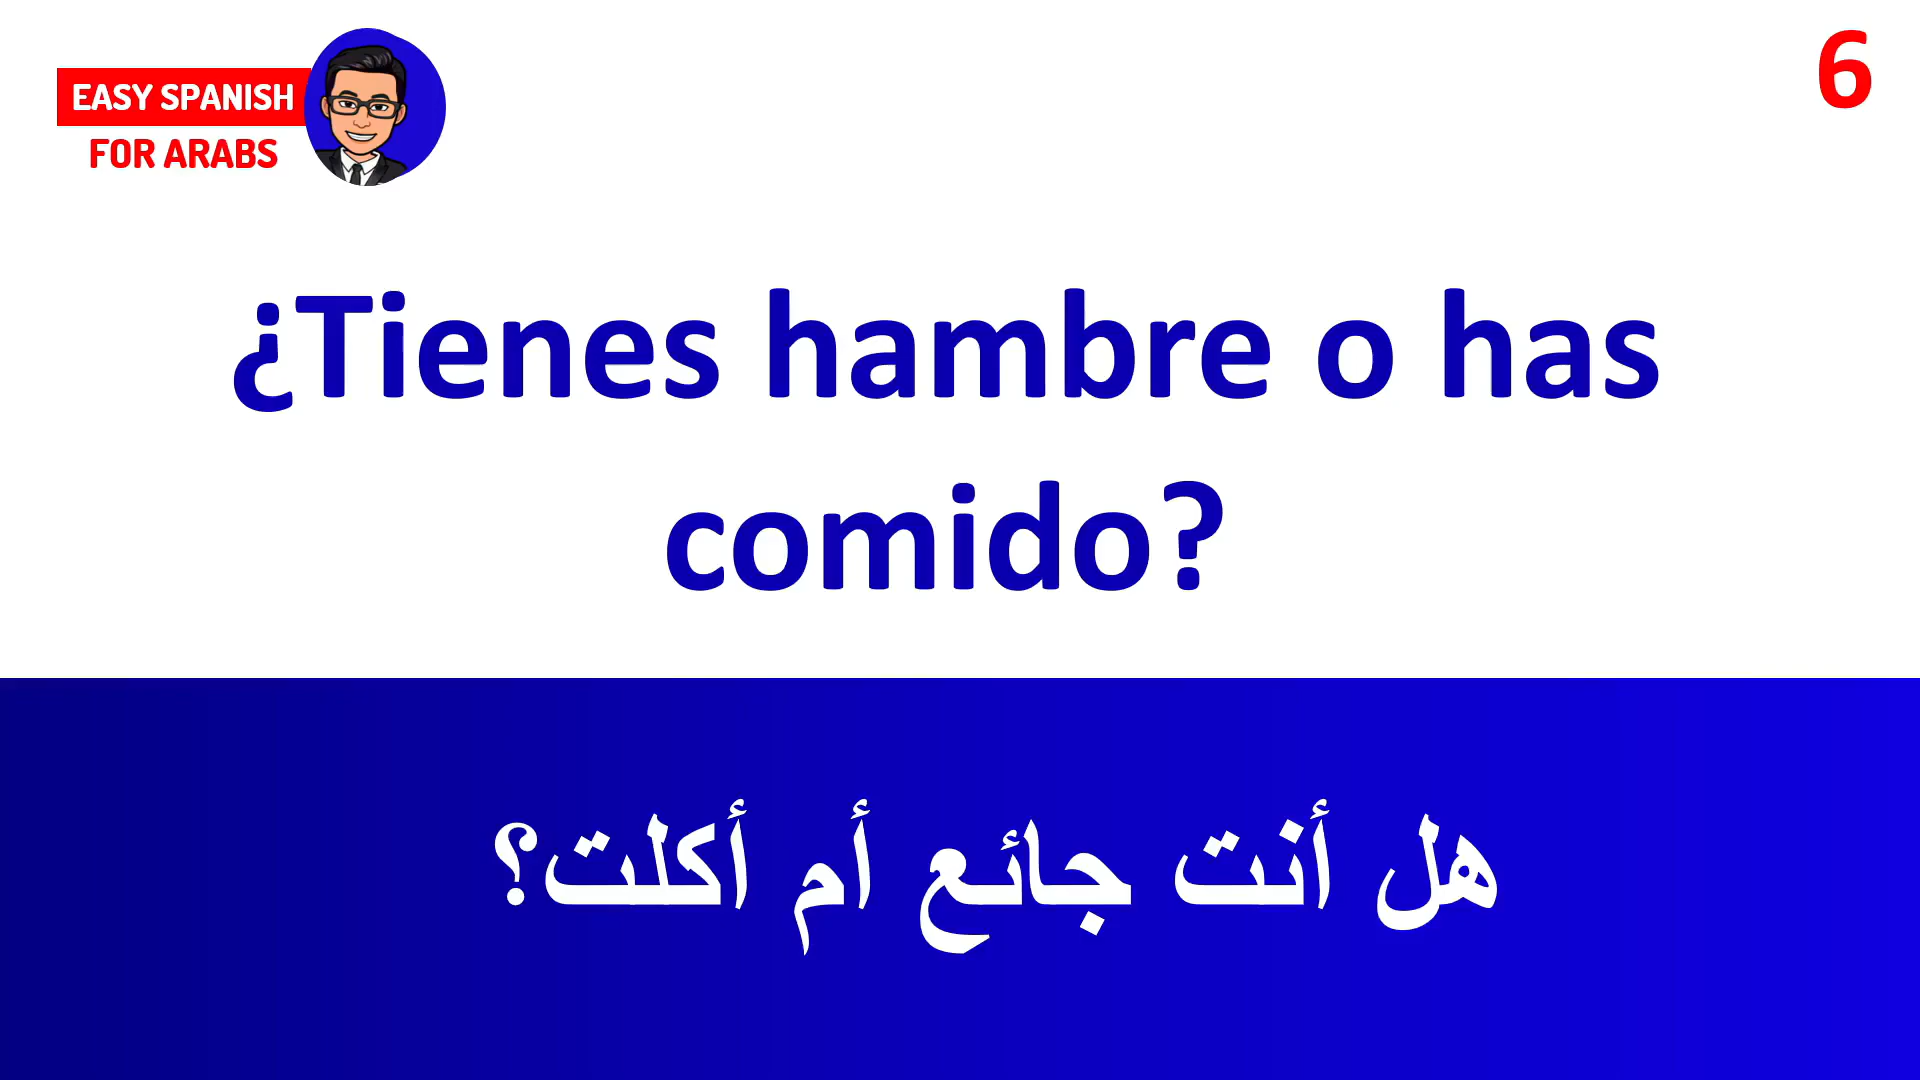 EASY SPANISH
FOR ARABS
6
¿Tienes hambre o has
comido?
هل أنت جائع أم أكلت؟